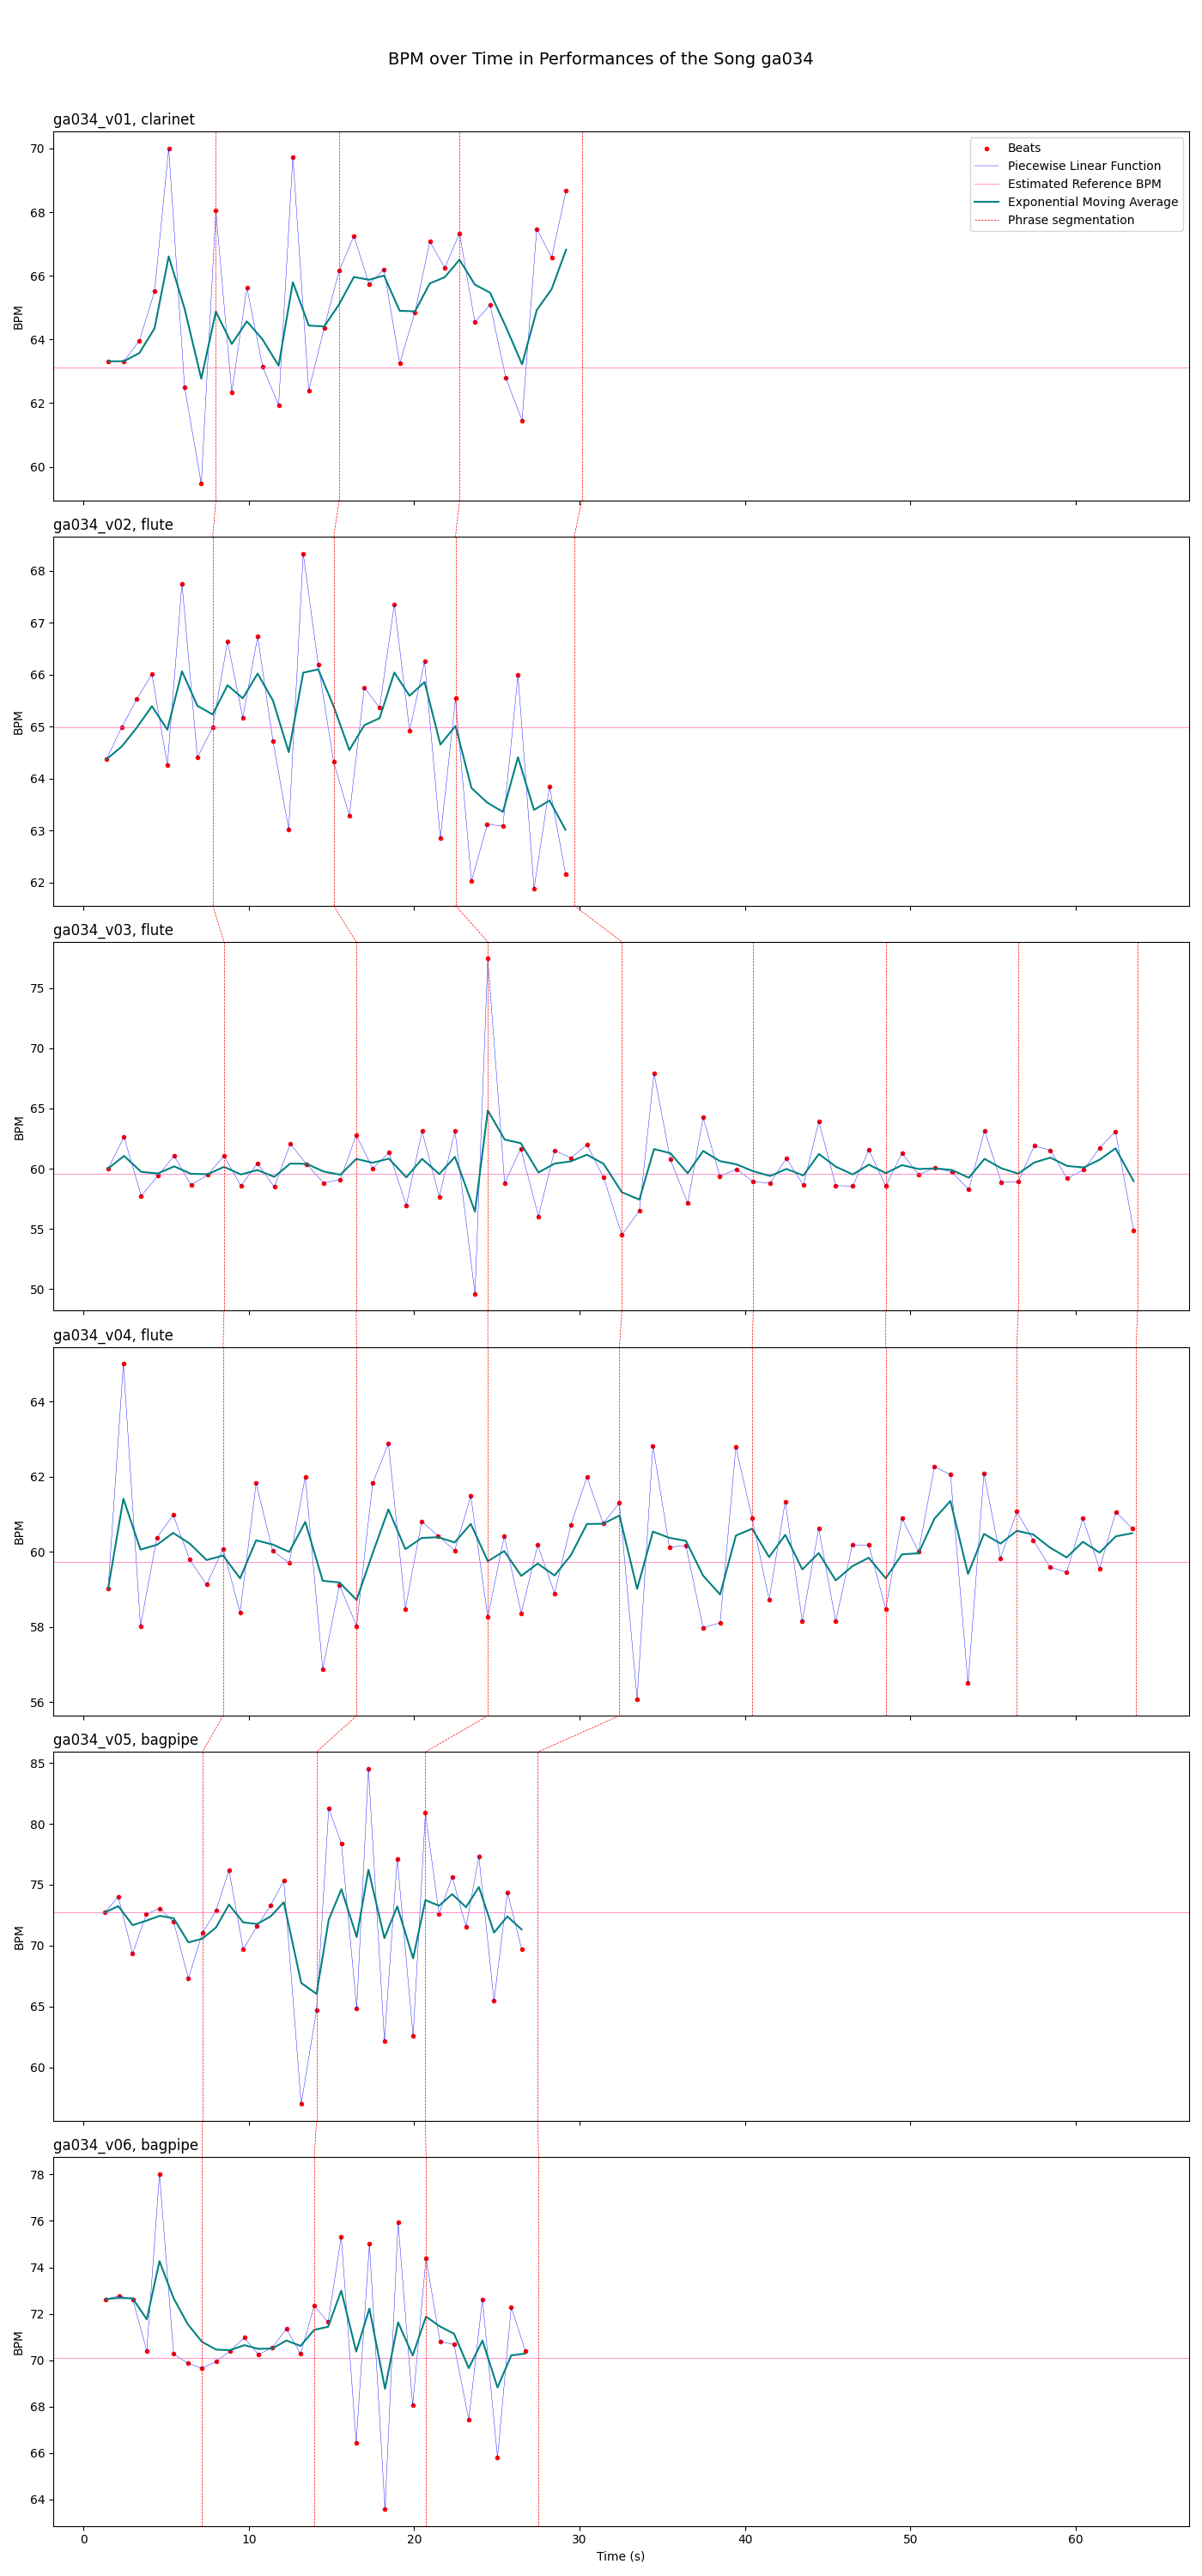 BPM over Time in Performances of the Song ga034
ga034_v01, clarinet
70
68
66
64
62
60
BPM
Beats
Piecewise Linear Function
Estimated Reference BPM
Exponential Moving Average
Phrase segmentation
ga034_v02, flute
68
67
66
65
64
63
62
BPM
ga034_v03, flute
75
70
65
60
55
50
BPM
ga034_v04, flute
64
62
60
58
56
BPM
ga034_v05, bagpipe
85
80
75
70
65
60
BPM
ga034_v06, bagpipe
78
76
74
72
70
68
66
64
BPM
0 10 20 30 40 50 60
Time (s)